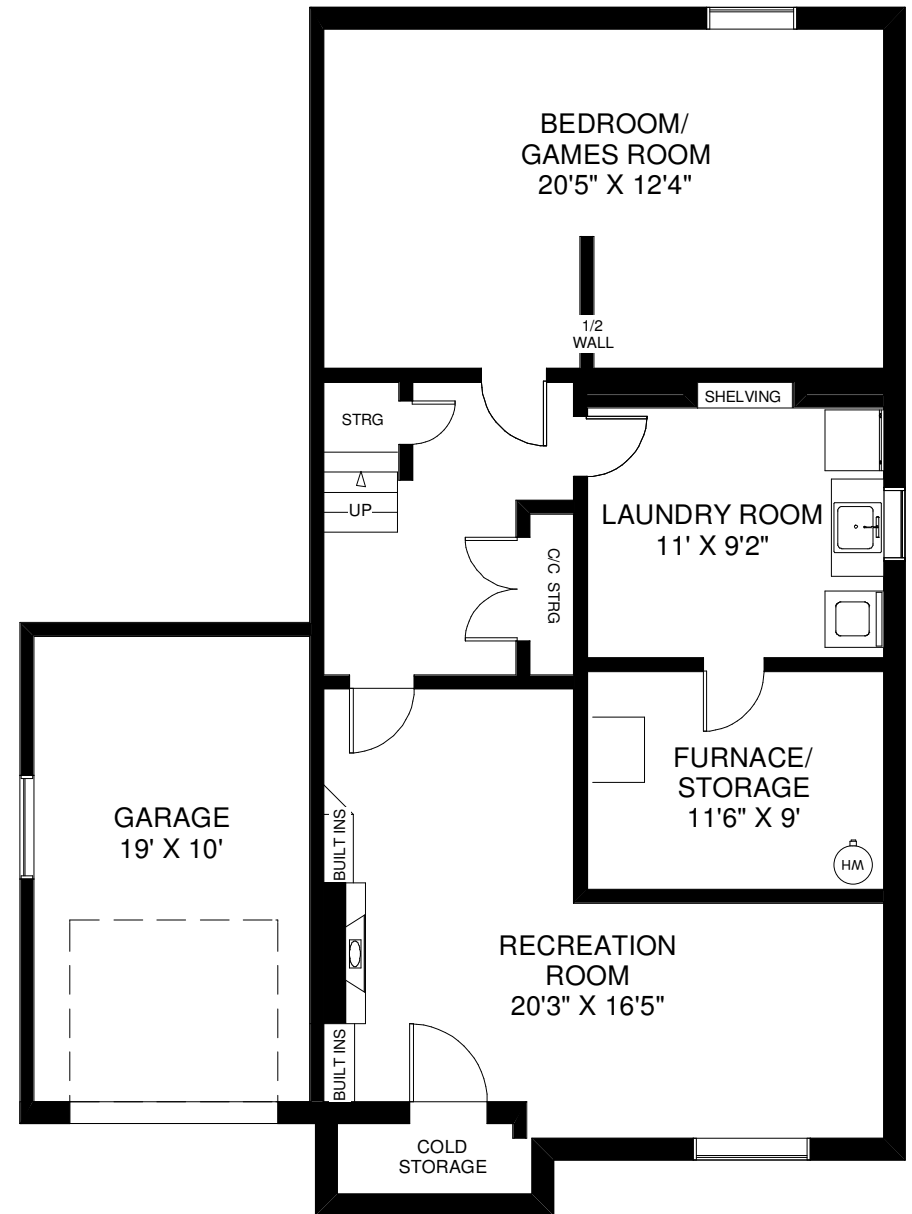 BEDROOM/
GAMES ROOM
20'5" X 12'4"
1/2
WALL
STRG
SHELVING
UP
LAUNDRY ROOM
11' X 9'2"
C/C STRG
FURNACE/
STORAGE
11'6" X 9'
WH
GARAGE
19' X 10'
BUILT INS
RECREATION
ROOM
20'3" X 16'5"
BUILT INS
COLD
STORAGE